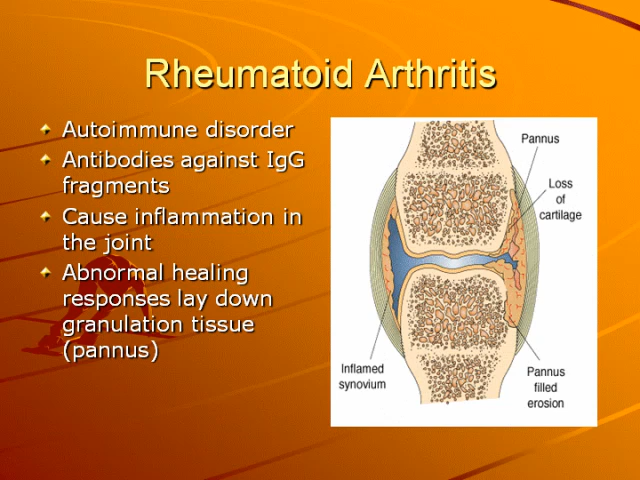 Rheumatoid Arthritis
Autoimmune disorder
Antibodies against IgG
fragments
Cause inflammation in
the joint
Abnormal healing
responses lay down
granulation tissue
(pannus)
Pannus
Loss
of
cartilage
Inflamed
synovium
Pannus
filled
erosion